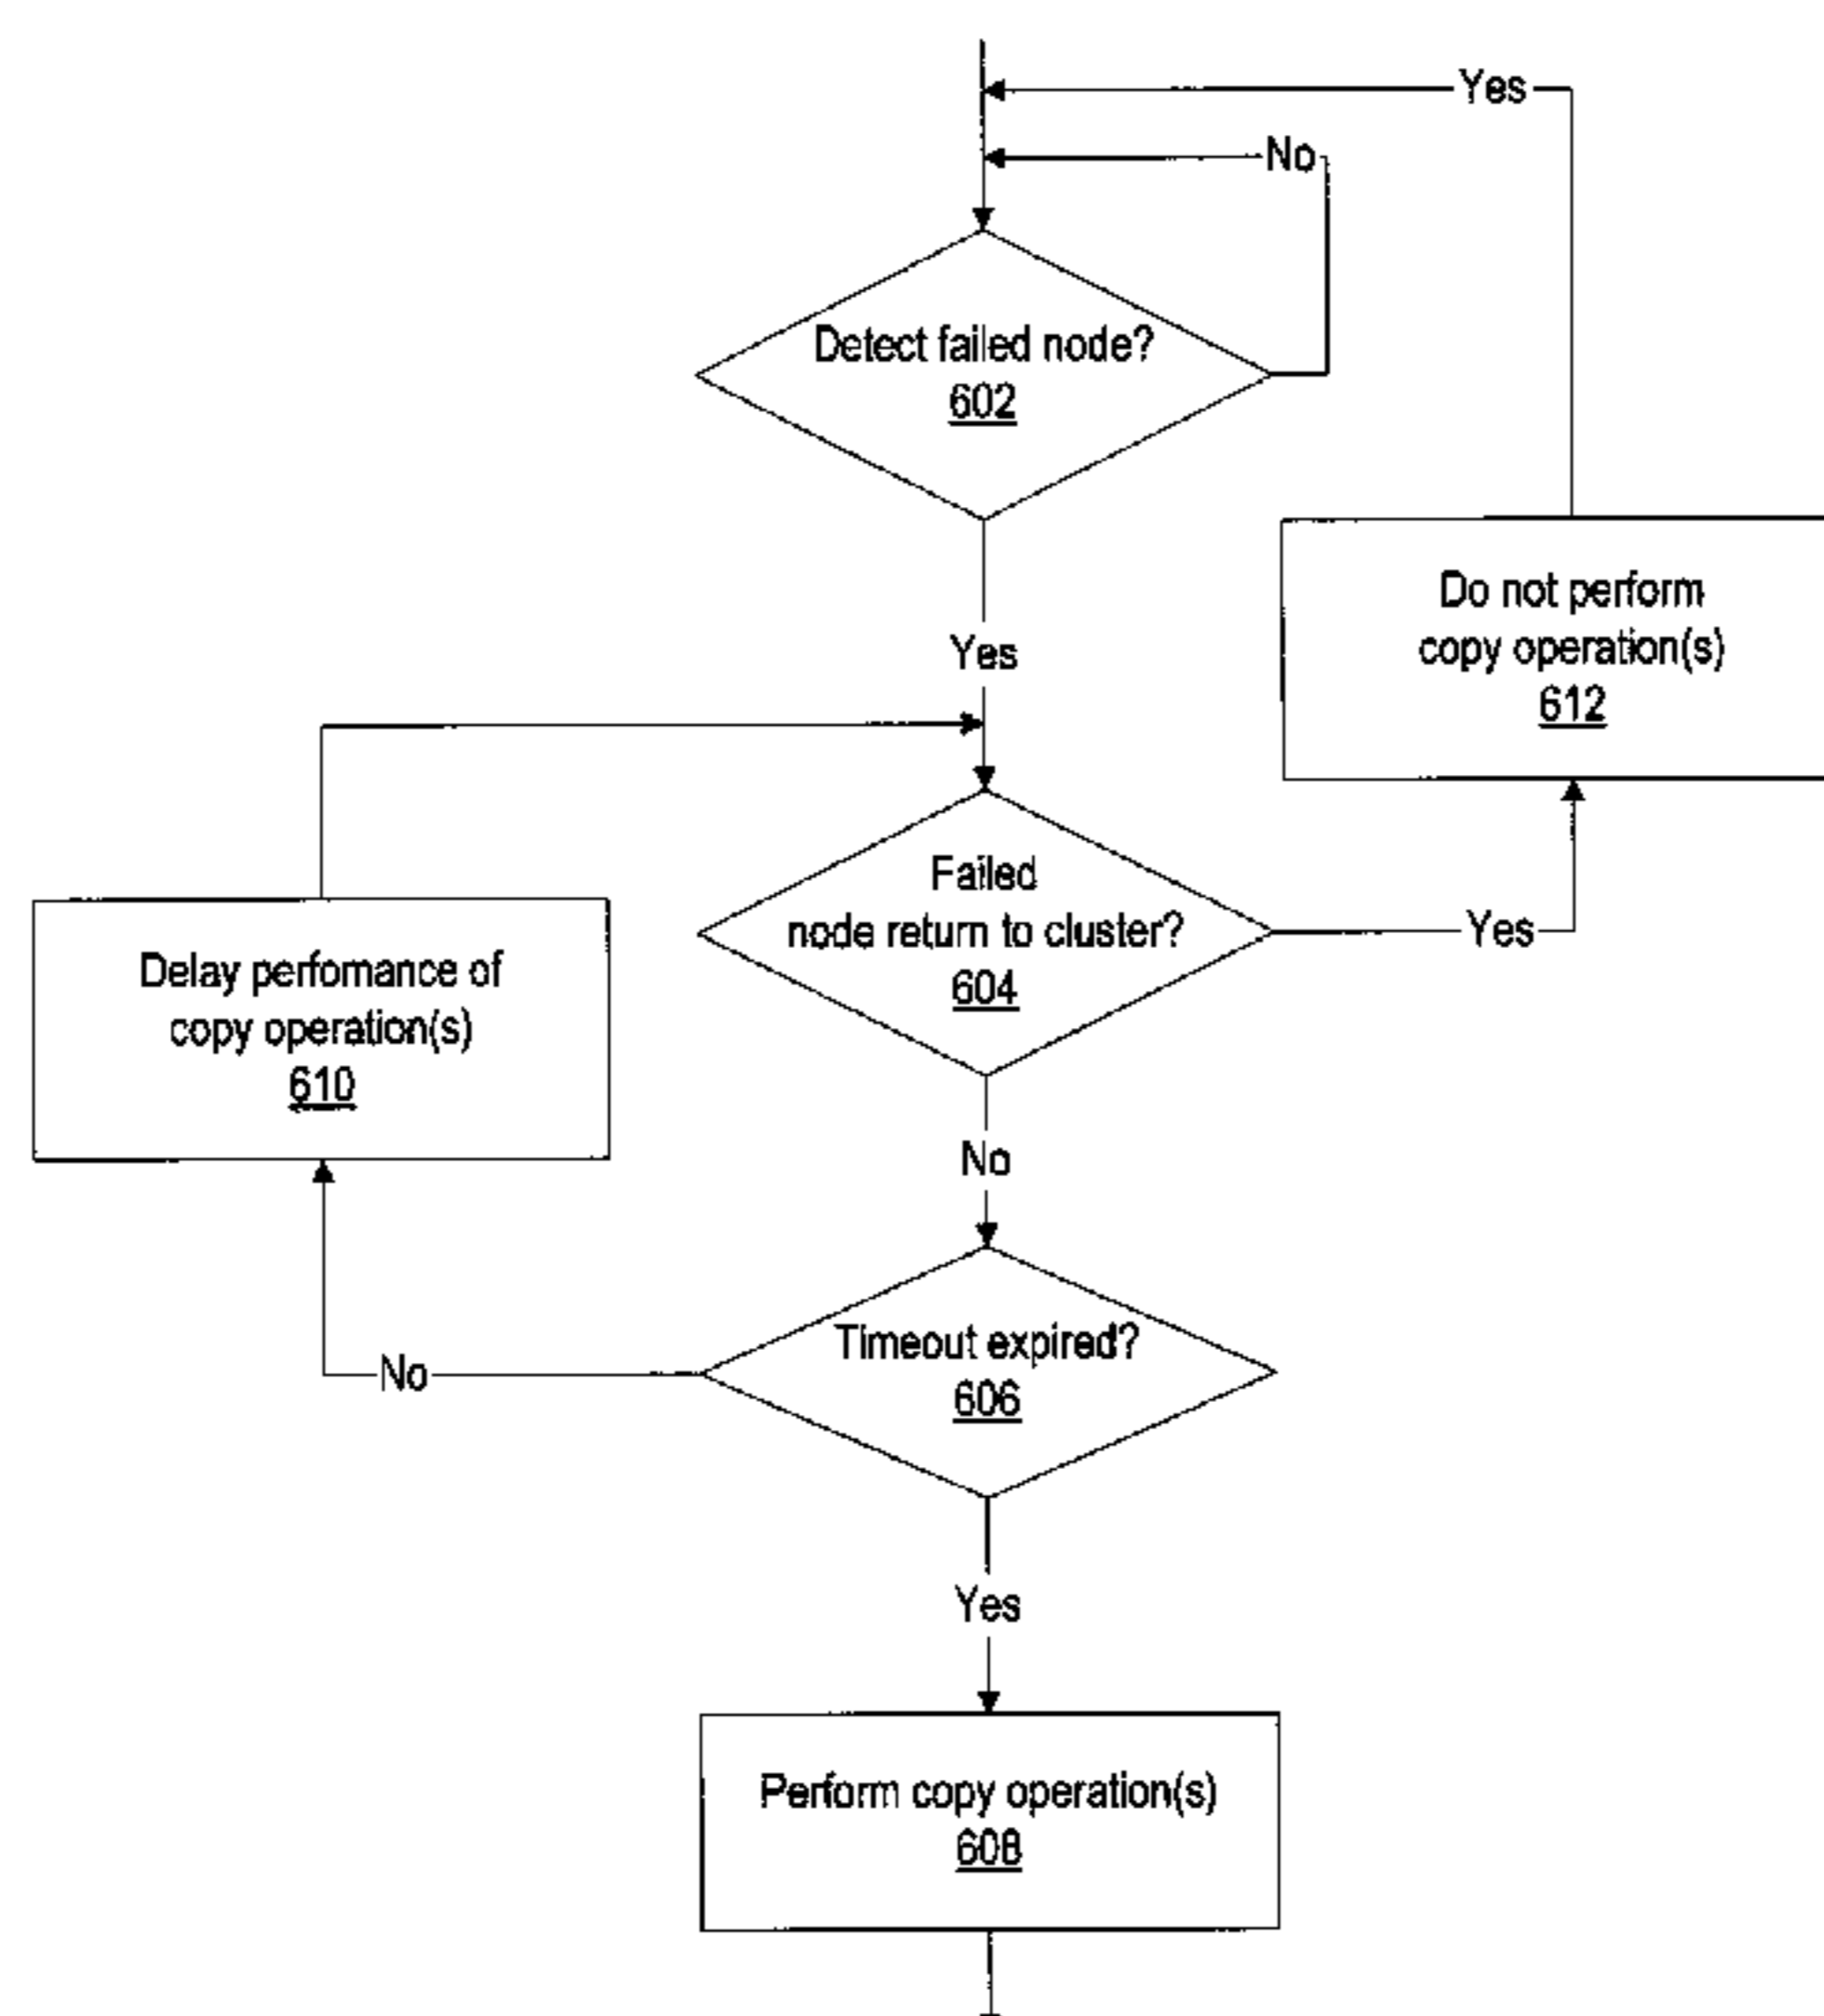 Yes
No
Detect failed node?
602
Yes
Do not perform
copy operation(s)
612
Failed
node return to cluster?
604
Yes
Delay perfomance of
copy operation(s)
610
No
Timeout expired?
606
No
Yes
Perform copy operation(s)
608